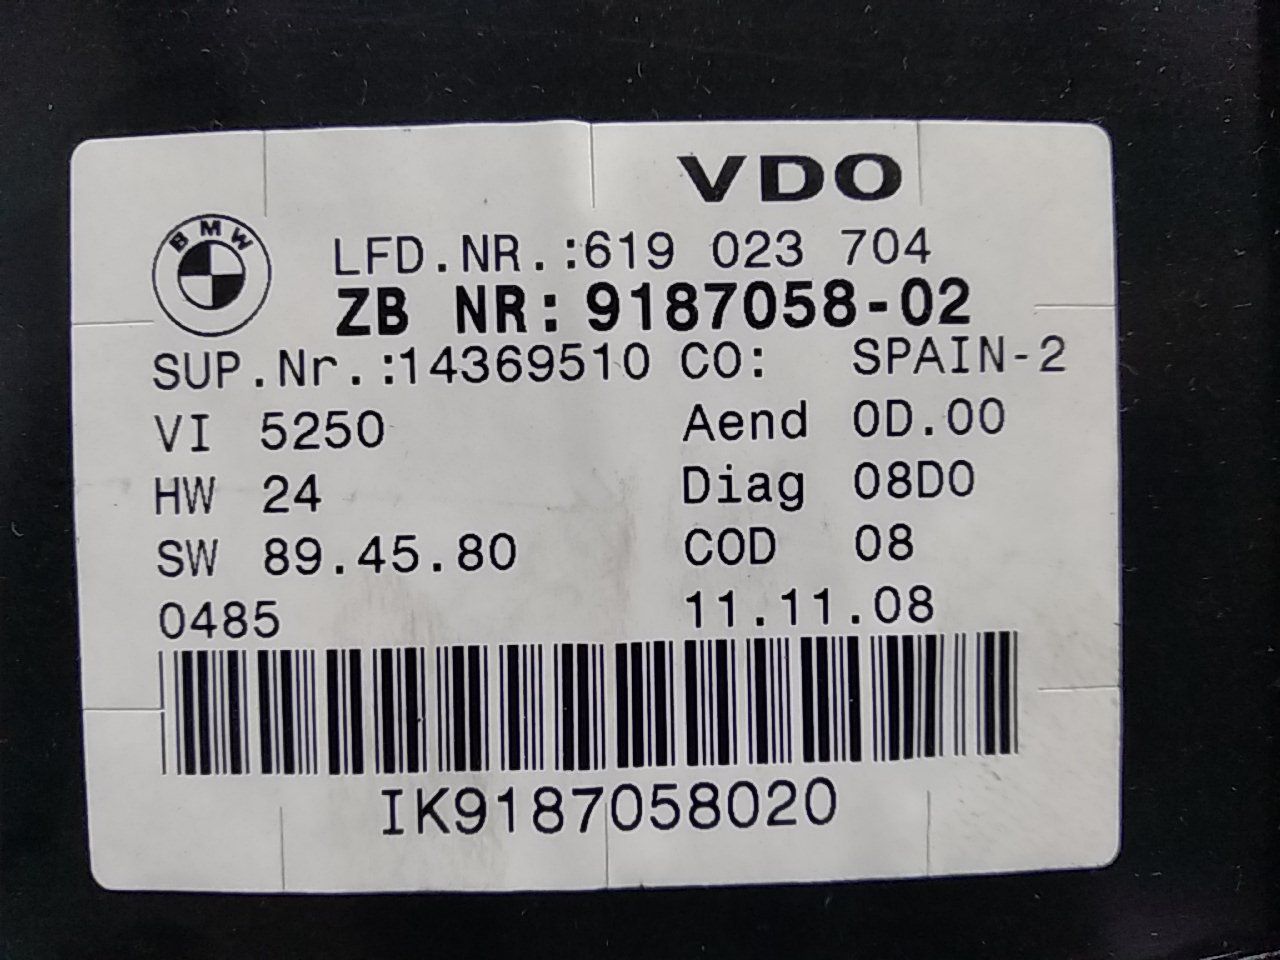 VDO
BMW
LFD.NR.:619 023 704
ZB NR: 9187058-02
SUP.Nr.:14369510 CO: SPAIN-2
VI 5250 Aend 0D.00
HW 24 Diag 08D0
SW 89.45.80 COD 08
0485 11.11.08
IK9187058020